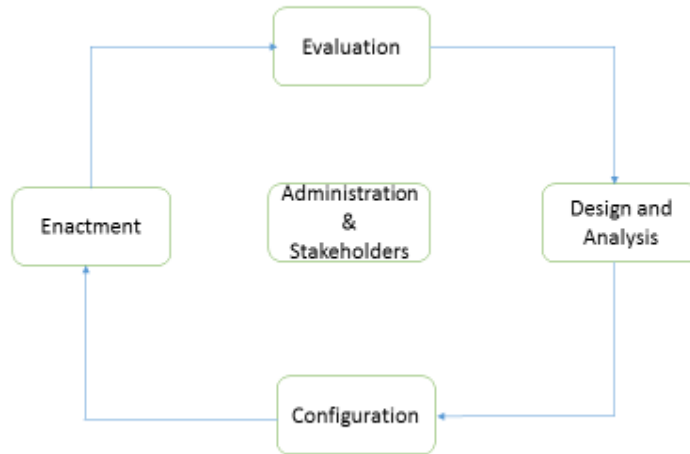 Evaluation
Enactment
Administration
&
Stakeholders
Design and
Analysis
Configuration